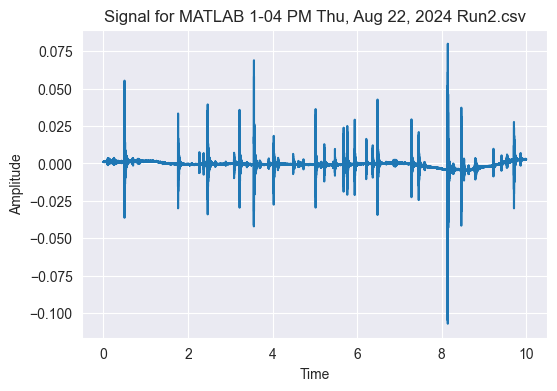 Signal for MATLAB 1-04 PM Thu, Aug 22, 2024 Run2.csv
0.075
0.050
0.025
0.000
−0.025
−0.050
−0.075
−0.100
Amplitude
0 2 4 6 8 10
Time